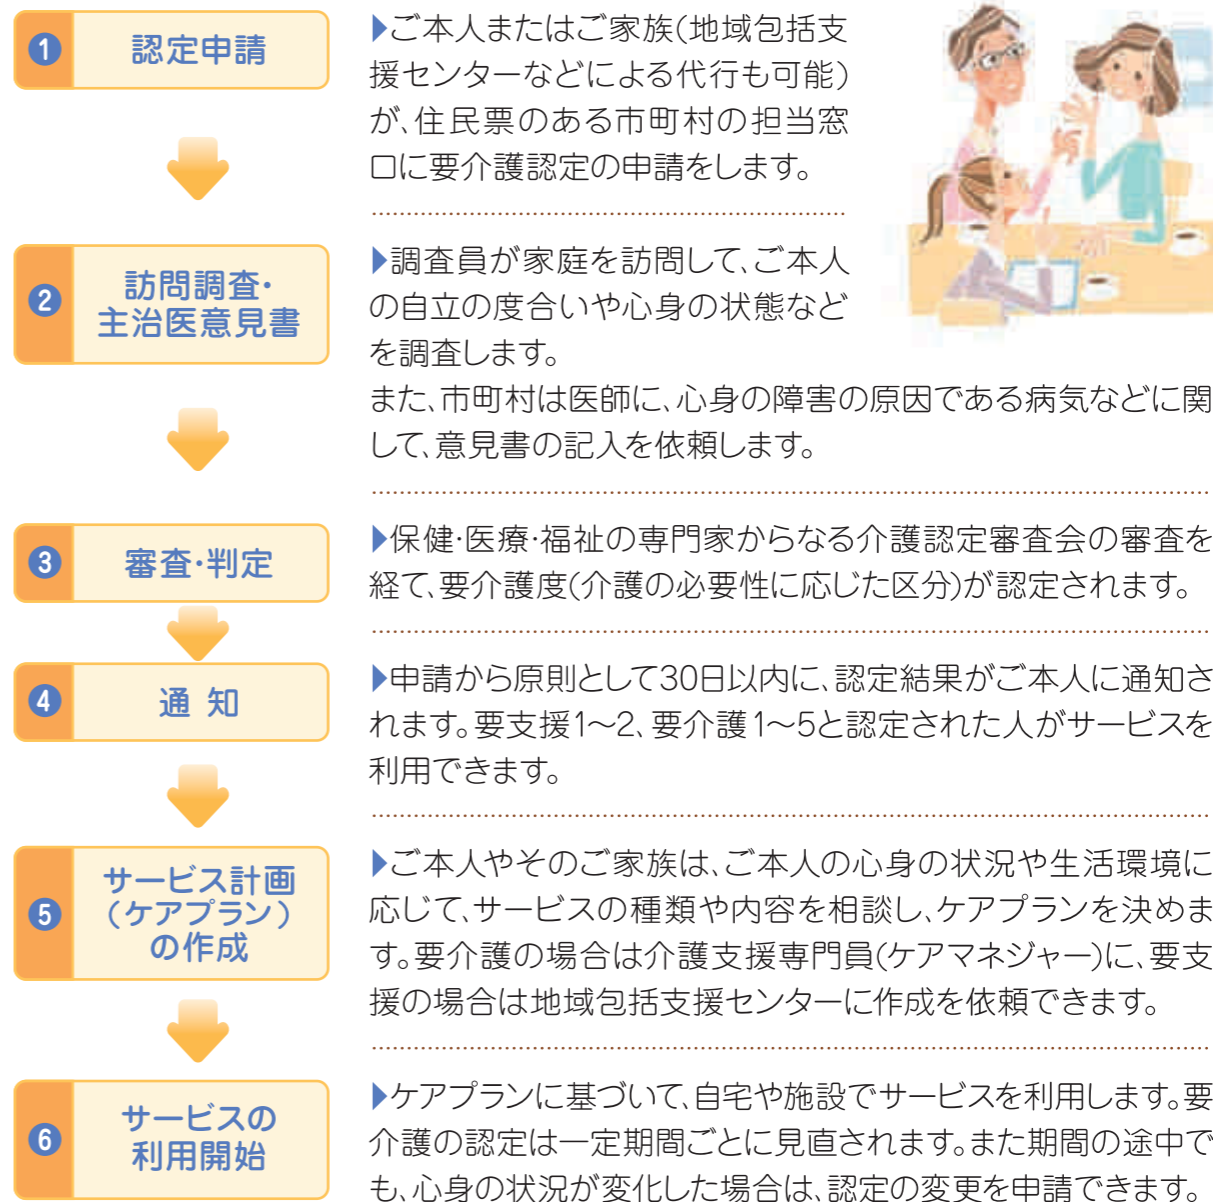 ❶ 認定申請
▶ご本人またはご家族(地域包括支
援センターなどによる代行も可能)
が、住民票のある市町村の担当窓
口に要介護認定の申請をします。
❷ 訪問調査・
主治医意見書
▶調査員が家庭を訪問して、ご本人
の自立の度合いや心身の状態など
を調査します。
また、市町村は医師に、心身の障害の原因である病気などに関
して、意見書の記入を依頼します。
❸ 審査・判定
▶保健・医療・福祉の専門家からなる介護認定審査会の審査を
経て、要介護度(介護の必要性に応じた区分)が認定されます。
❹ 通 知
▶申請から原則として30日以内に、認定結果がご本人に通知さ
れます。要支援1〜2、要介護1〜5と認定された人がサービスを
利用できます。
❺ サービス計画
(ケアプラン)
の作成
▶ご本人やそのご家族は、ご本人の心身の状況や生活環境に
応じて、サービスの種類や内容を相談し、ケアプランを決めま
す。要介護の場合は介護支援専門員(ケアマネジャー)に、要支
援の場合は地域包括支援センターに作成を依頼できます。
❻ サービスの
利用開始
▶ケアプランに基づいて、自宅や施設でサービスを利用します。要
介護の認定は一定期間ごとに見直されます。また期間の途中で
も、心身の状況が変化した場合は、認定の変更を申請できます。